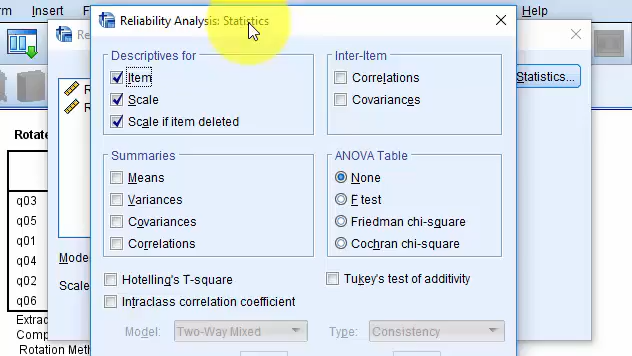 rm Insert Help
Reliability Analysis: Statistics
Re
Descriptives for Inter-Item
Item Correlations
Statistics...
Scale Covariances
Scale if item deleted
Rotate
Summaries ANOVA Table
Means None
Variances F test
Covariances Friedman chi-square
Correlations Cochran chi-square
q03
q05
q01
q04
q02
q06
Mode
Scale
Hotelling's T-square Tukey's test of additivity
Intraclass correlation coefficient
Model: Two-Way Mixed Type: Consistency
Extrac
Comp
Rotation Meth